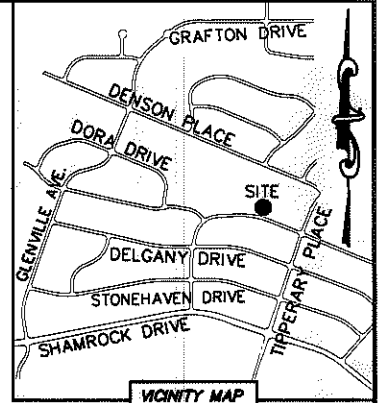 GRAFTON DRIVE
DENSON PLACE
DORA DRIVE
SITE
GLENVILLE AVE.
TIPPERARY PLACE
DELGANY DRIVE
STONEHAVEN DRIVE
SHAMROCK DRIVE
VICINITY MAP